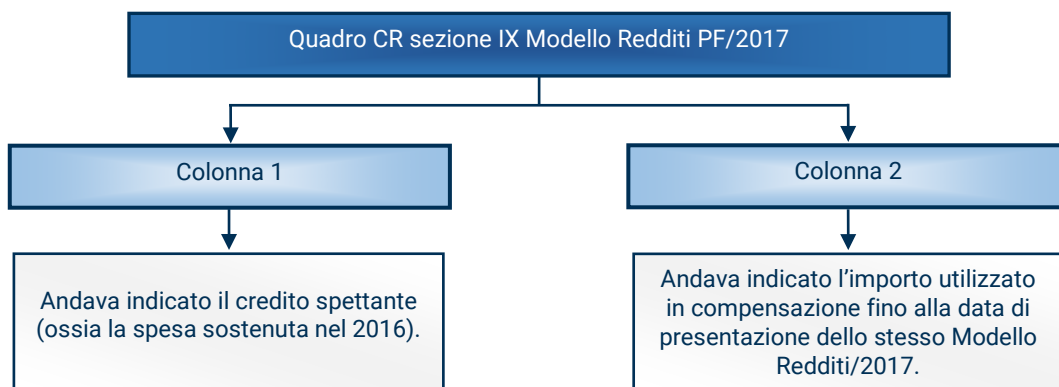 Quadro CR sezione IX Modello Redditi PF/2017
Colonna 1
Colonna 2
Andava indicato il credito spettante
(ossia la spesa sostenuta nel 2016).
Andava indicato l’importo utilizzato
in compensazione fino alla data di
presentazione dello stesso Modello
Redditi/2017.